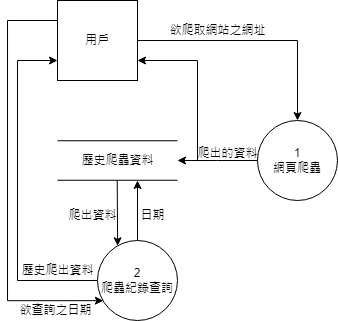 用戶
欲爬取網站之網址
歷史爬蟲資料
爬出的資料
1
網頁爬蟲
爬出資料
日期
歷史爬出資料
2
爬蟲紀錄查詢
欲查詢之日期